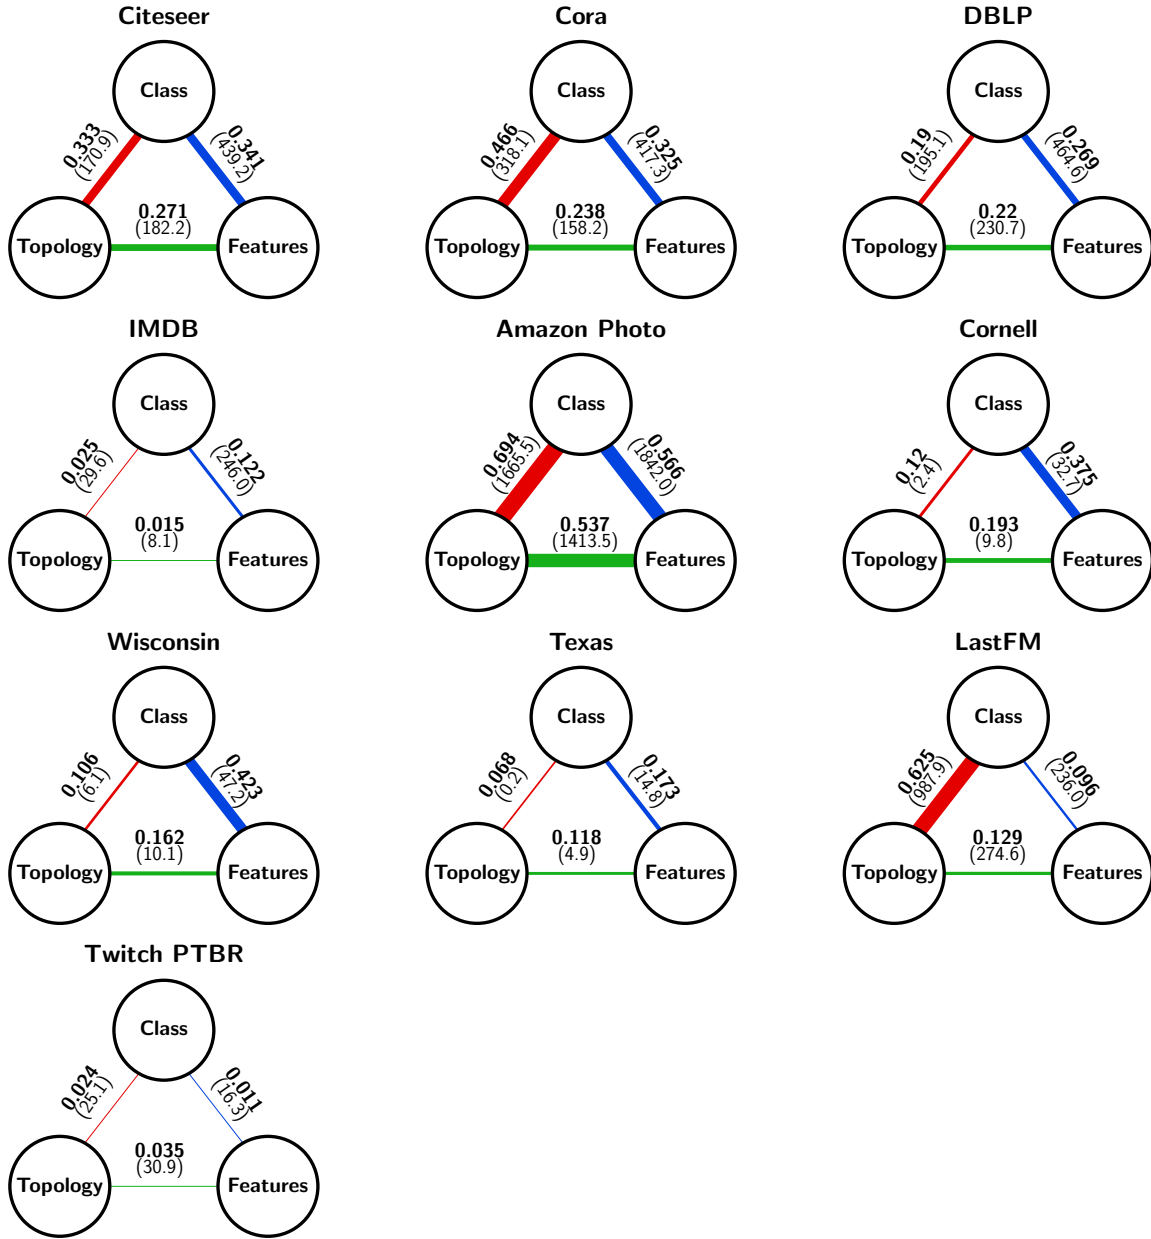 Citeseer
Class
0.333
(170.9)
0.341
(439.2)
0.271
(182.2)
Topology
Features
Cora
Class
0.466
(318.1)
0.325
(417.3)
0.238
(158.2)
Topology
Features
DBLP
Class
0.19
(195.1)
0.269
(464.6)
0.22
(230.7)
Topology
Features
IMDB
Class
0.025
(29.6)
0.122
(246.0)
0.015
(8.1)
Topology
Features
Amazon Photo
Class
0.694
(1665.5)
0.566
(1842.0)
0.537
(1413.5)
Topology
Features
Cornell
Class
0.12
(2.4)
0.375
(32.7)
0.193
(9.8)
Topology
Features
Wisconsin
Class
0.106
(6.1)
0.423
(47.2)
0.162
(10.1)
Topology
Features
Texas
Class
0.068
(0.2)
0.173
(14.8)
0.118
(4.9)
Topology
Features
LastFM
Class
0.625
(987.9)
0.096
(236.0)
0.129
(274.6)
Topology
Features
Twitch PTBR
Class
0.024
(25.1)
0.011
(16.3)
0.035
(30.9)
Topology
Features